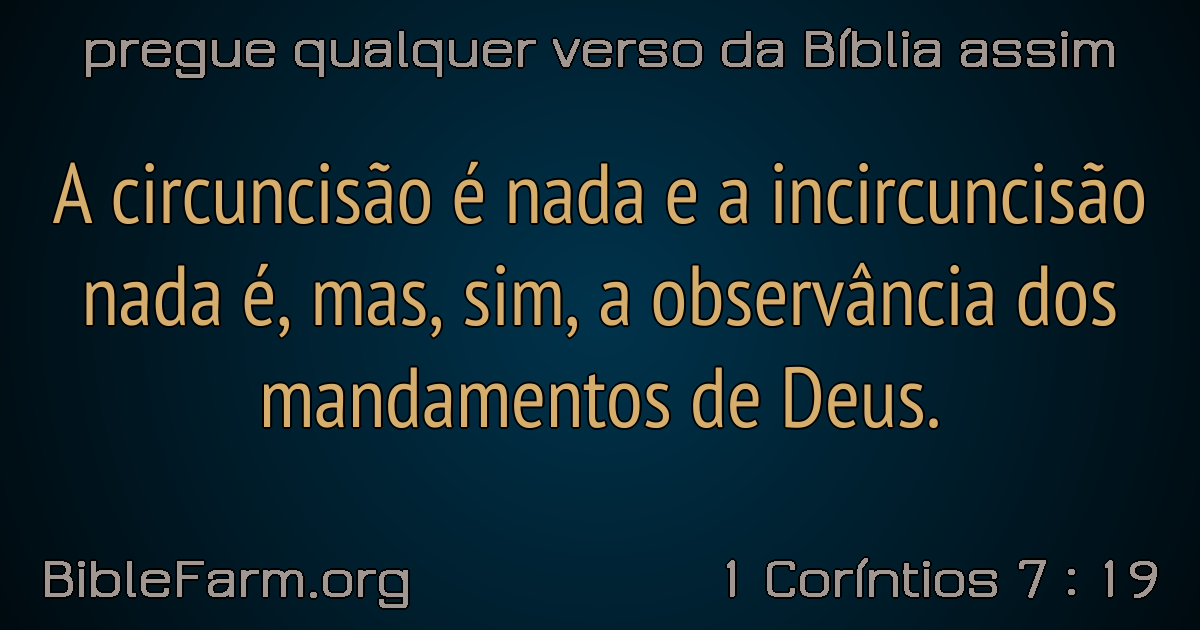 pregue qualquer verso da Bíblia assim
A circuncisão é nada e a incircuncisão
nada é, mas, sim, a observância dos
mandamentos de Deus.
BibleFarm.org
1 Coríntios 7 : 19